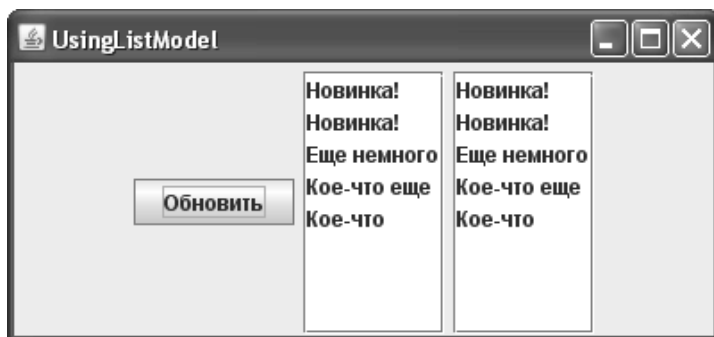 UsingListModel
Обновить
Новинка!
Новинка!
Еще немного
Кое-что еще
Кое-что
Новинка!
Новинка!
Еще немного
Кое-что еще
Кое-что